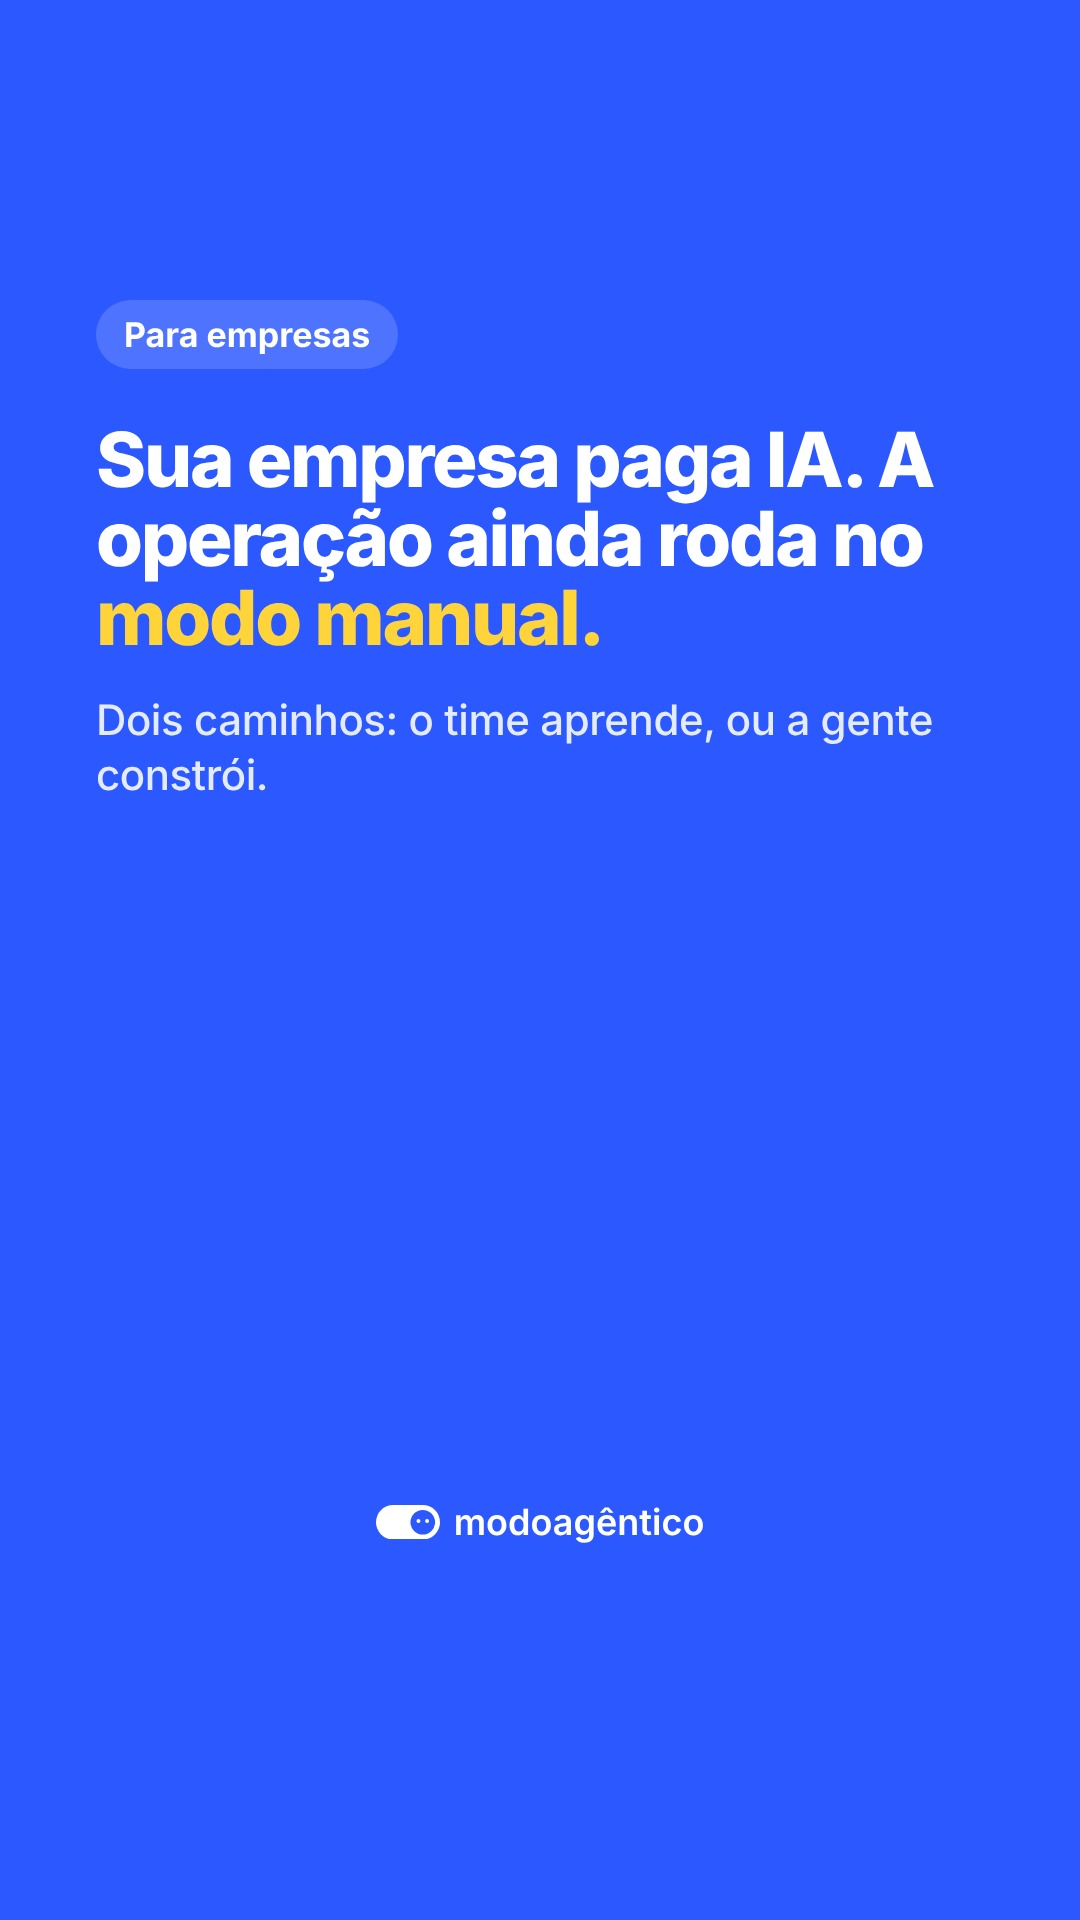 Para empresas
Sua empresa paga IA. A
operação ainda roda no
modo manual.
Dois caminhos: o time aprende, ou a gente
constrói.
modoagêntico